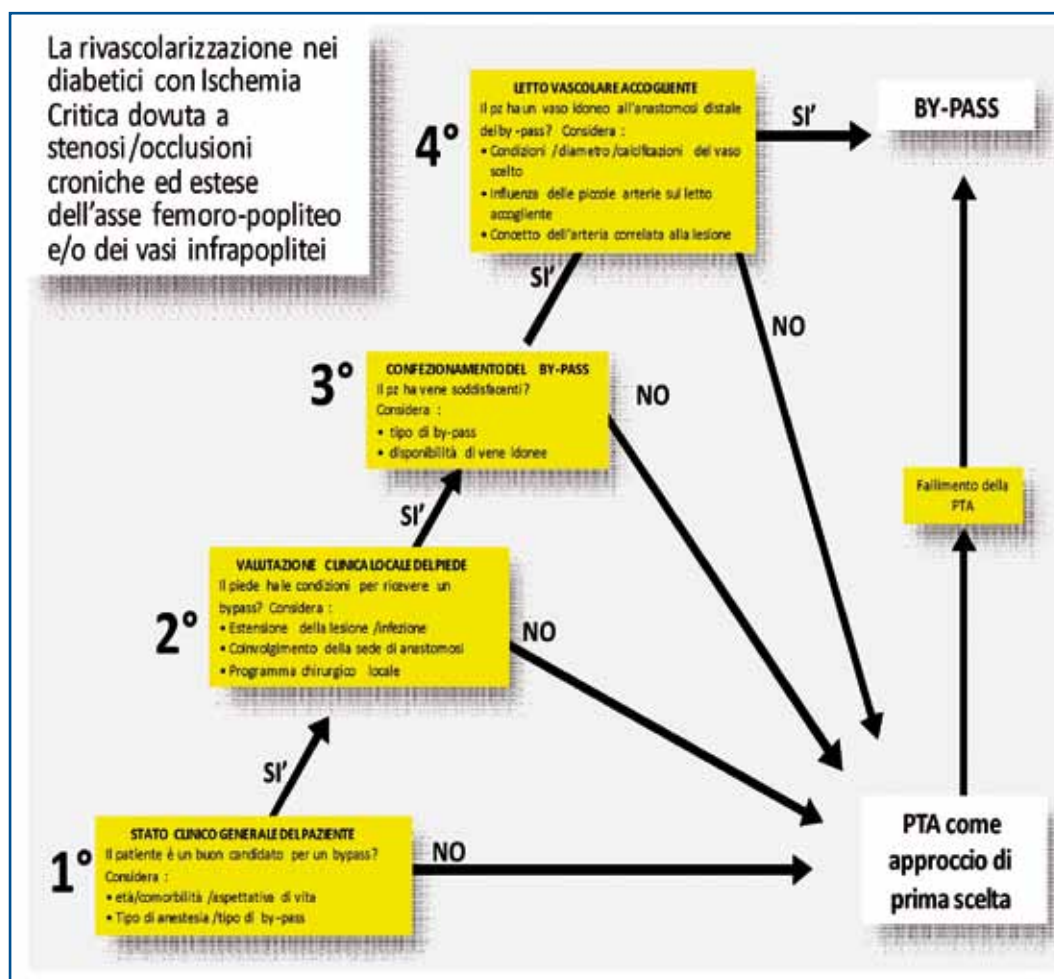 La rivascolarizzazione nei
diabetici con Ischemia
Critica dovuta a
stenosi/occlusioni
croniche ed estese
dell'asse femoro-popliteo
e/o dei vasi infrapoplitei
4°
LETTO VASCOLARE ACCOGLIENTE
Il pz ha un vaso idoneo all'anastomosi distale
del by-pass? Considera :
• Condizioni /diametro /calcificazioni del vaso
scelto
• Influenza delle piccole arterie sul letto
accogliente
• Concetto dell'arteria correlata alla lesione
SI'
BY-PASS
SI'
NO
3°
CONFEZIONAMENTO DEL BY-PASS
Il pz ha vene soddisfacenti?
Considera :
• tipo di by-pass
• disponibilità di vene idonee
NO
Fallimento della
PTA
SI'
2°
VALUTAZIONE CLINICA LOCALE DEL PIEDE
Il piede ha le condizioni per ricevere un
bypass? Considera :
• Estensione della lesione /infezione
• Coinvolgimento della sede di anastomosi
• Programma chirurgico locale
NO
SI'
1°
STATO CLINICO GENERALE DEL PAZIENTE
Il patiente è un buon candidato per un bypass?
Considera :
• età/comorbilità /aspettativa di vita
• Tipo di anestesia /tipo di by-pass
NO
PTA come
approccio di
prima scelta